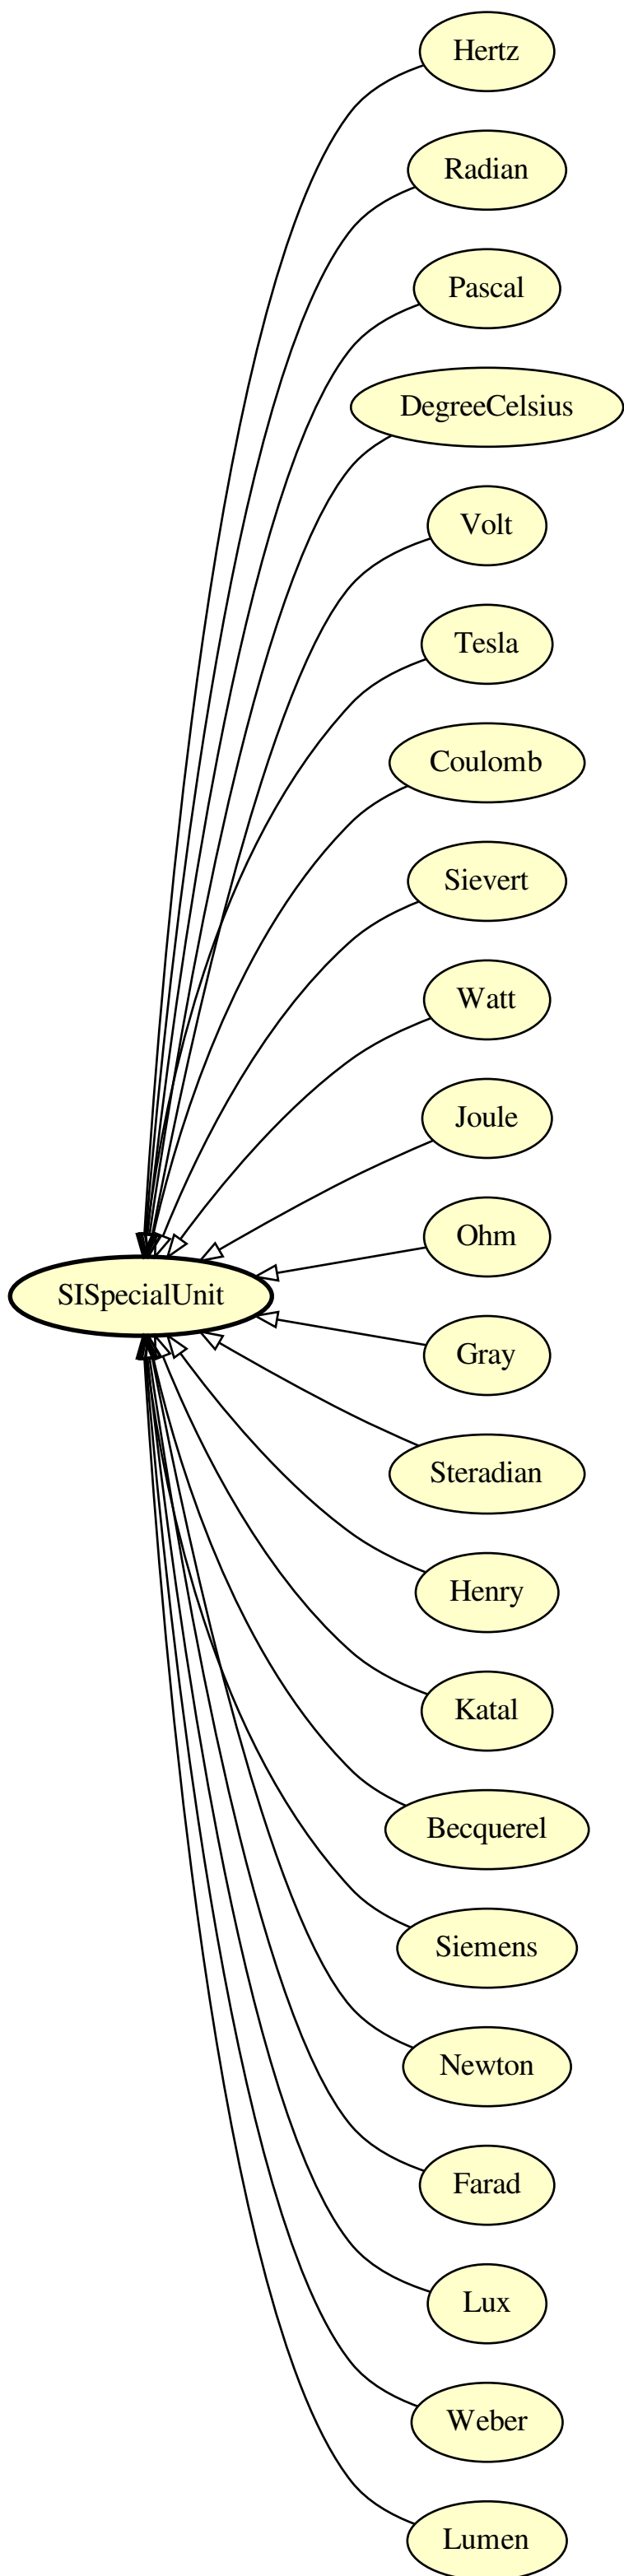 Hertz
Radian
Pascal
DegreeCelsius
Volt
Tesla
Coulomb
Sievert
Watt
Joule
Ohm
SISpecialUnit
Gray
Steradian
Henry
Katal
Becquerel
Siemens
Newton
Farad
Lux
Weber
Lumen